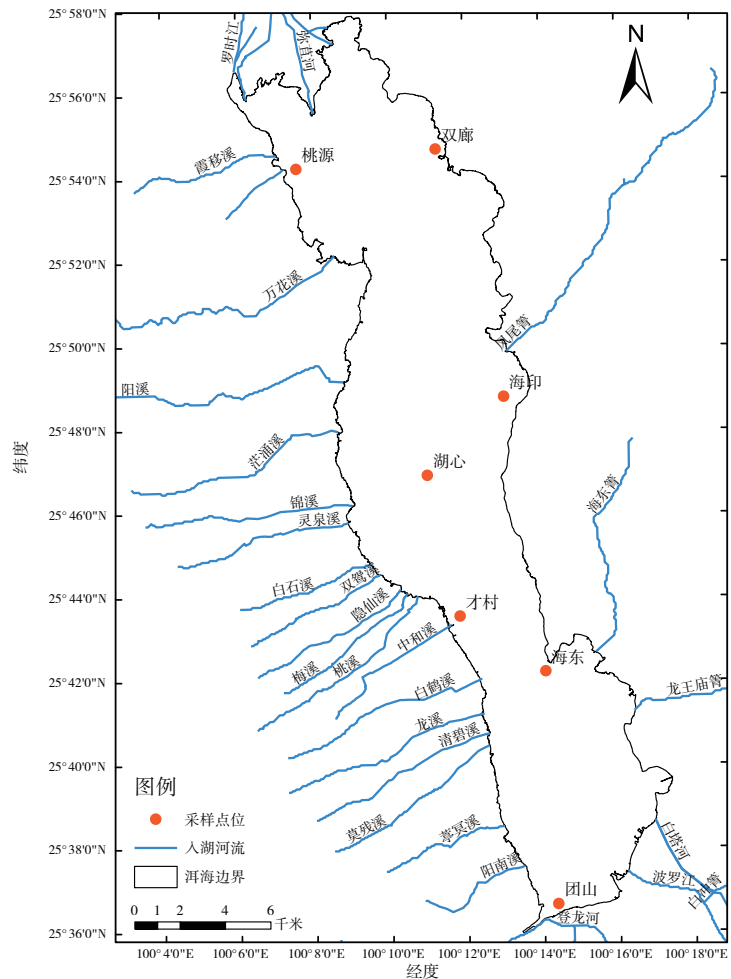 25°58'0"N
25°56'0"N
25°54'0"N
25°52'0"N
25°50'0"N
25°48'0"N
25°46'0"N
25°44'0"N
25°42'0"N
25°40'0"N
25°38'0"N
25°36'0"N
纬度
罗时江
弥苴河
N
双廊
桃源
霞移溪
万花溪
凤尾箐
阳溪
海印
茫涌溪
湖心
海东箐
锦溪
灵泉溪
白石溪
双鸳溪
隐仙溪
才村
中和溪
梅溪
桃溪
海东
白鹤溪
龙王庙箐
龙溪
清碧溪
莫残溪
葶冥溪
白塔河
阳南溪
波罗江
白冲箐
团山
登龙河
图例
采样点位
入湖河流
洱海边界
0 1 2 4 6
千米
100°4'0"E 100°6'0"E 100°8'0"E 100°10'0"E 100°12'0"E 100°14'0"E 100°16'0"E 100°18'0"E
经度